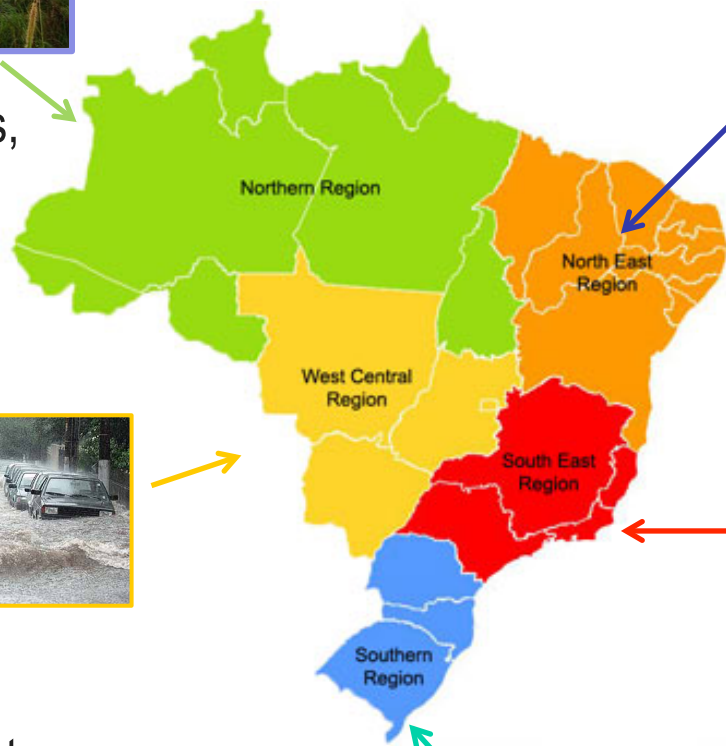 s,
Northern Region
North East
Region
West Central
Region
South East
Region
Southern
Region